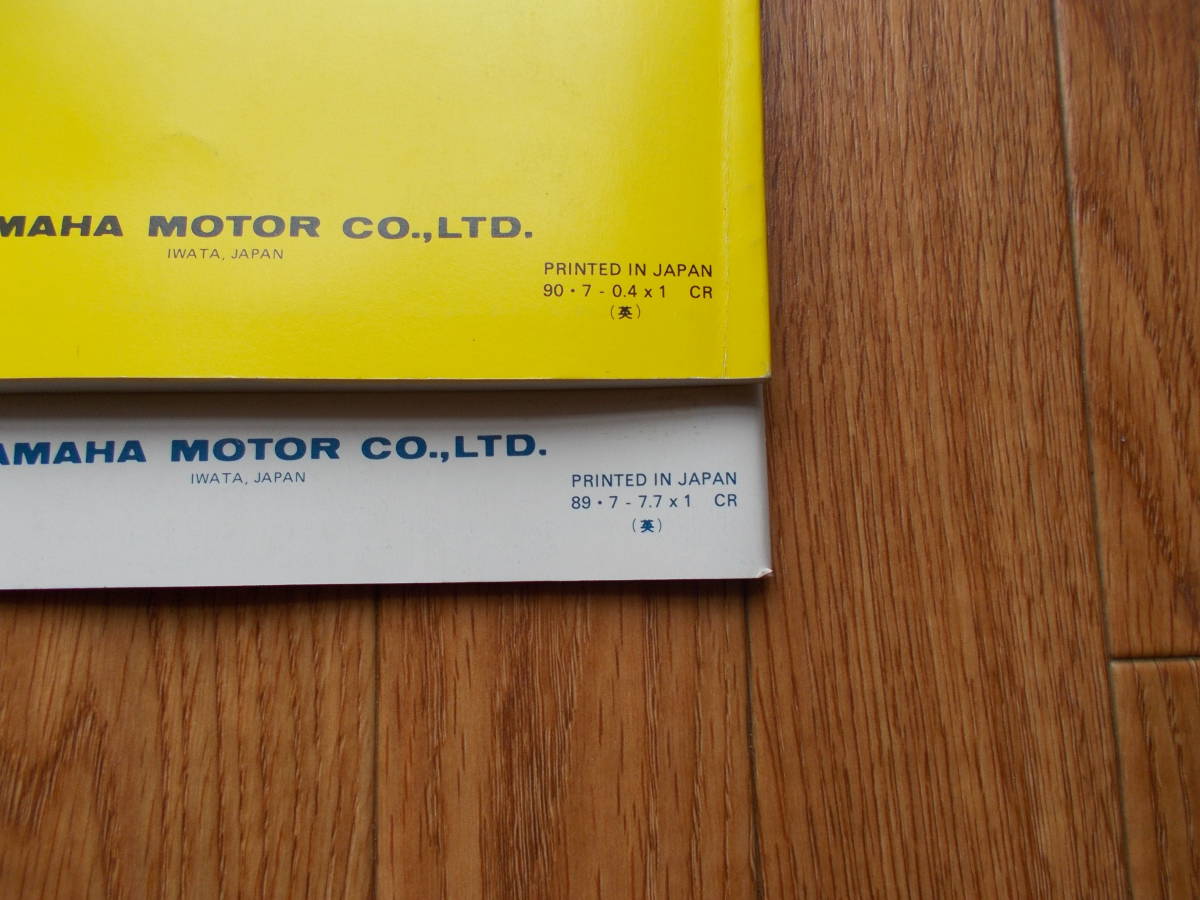 MAHA MOTOR CO.,LTD.
IWATA, JAPAN
PRINTED IN JAPAN
90・7 - 0.4 x 1 CR
（英）
AMAHA MOTOR CO.,LTD.
IWATA, JAPAN
PRINTED IN JAPAN
89・7 - 7.7 x 1 CR
（英）